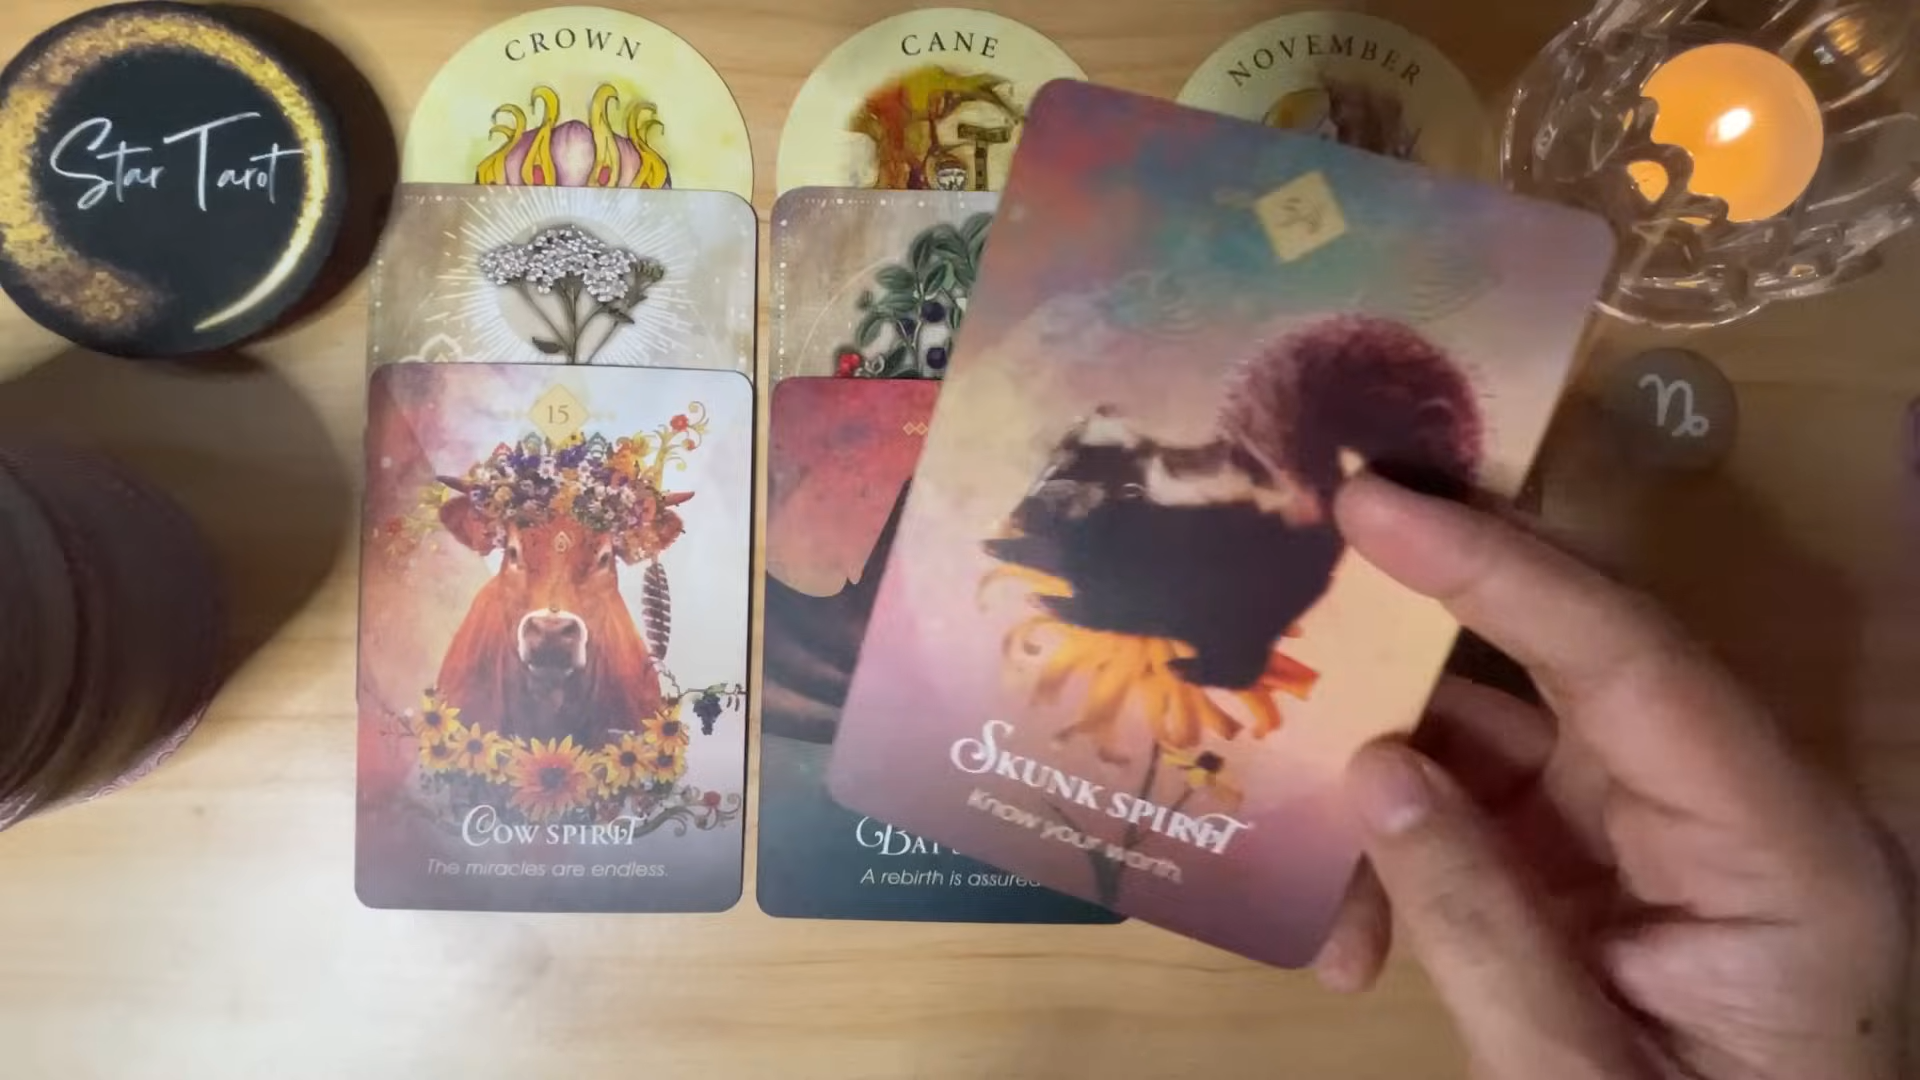 Star Tarot
CROWN
CANE
NOVEMBER
15
COW SPIRIT
The miracles are endless.
BAT
A rebirth is assured
SKUNK SPIRIT
Know your worth.